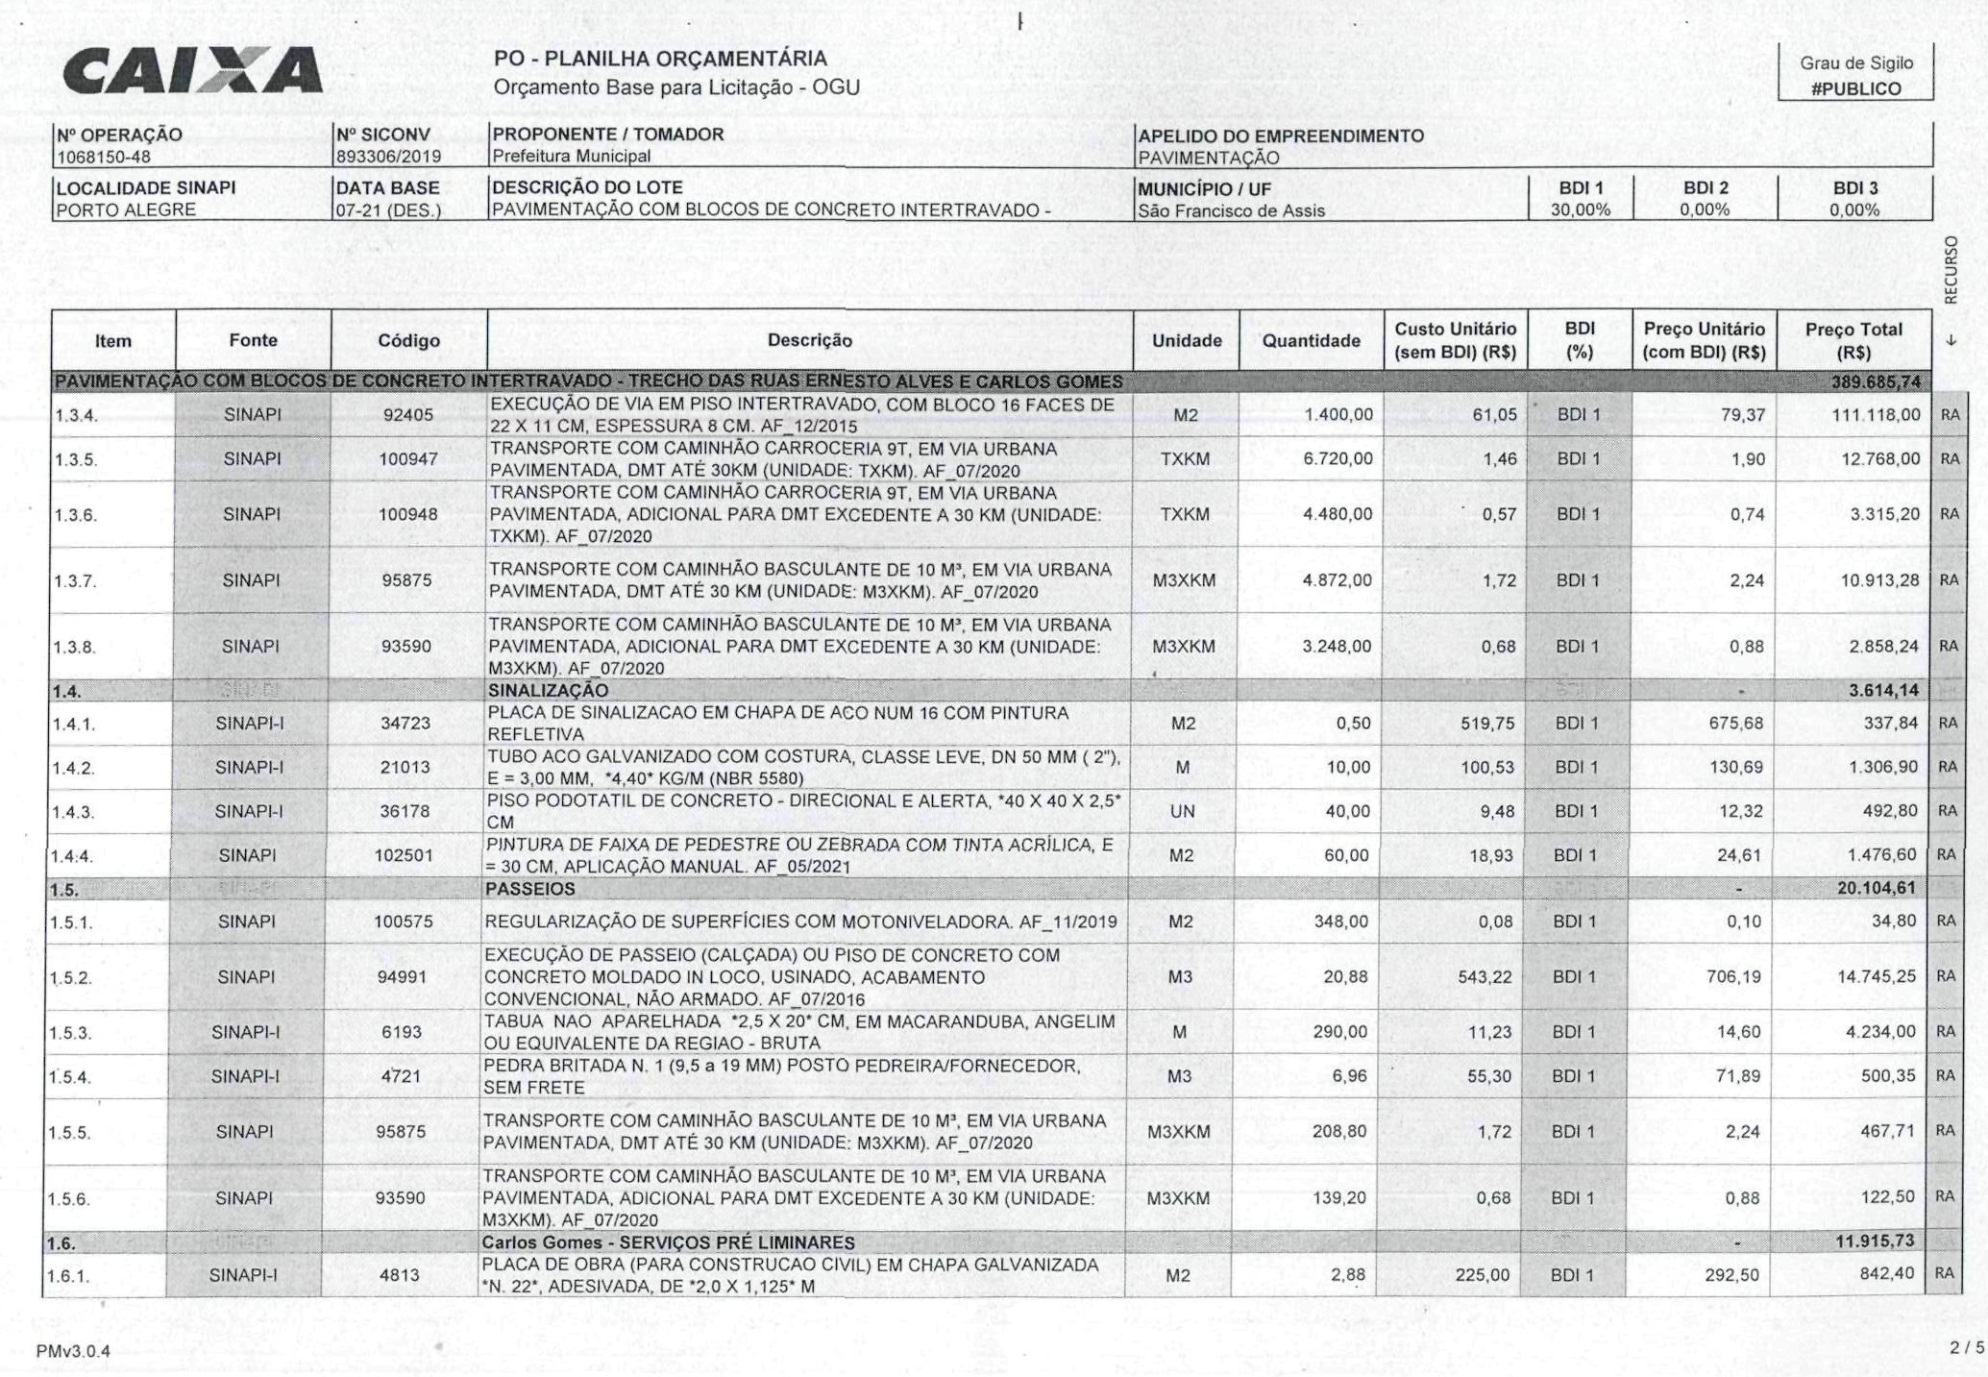 CAIXA
PO - PLANILHA ORÇAMENTÁRIA
Orçamento Base para Licitação - OGU
Grau de Sigilo
#PUBLICO
Nº OPERAÇÃO
1068150-48
Nº SICONV
893306/2019
PROPONENTE / TOMADOR
Prefeitura Municipal
APELIDO DO EMPREENDIMENTO
PAVIMENTAÇÃO
LOCALIDADE SINAPI
PORTO ALEGRE
DATA BASE
07-21 (DES.)
DESCRIÇÃO DO LOTE
PAVIMENTAÇÃO COM BLOCOS DE CONCRETO INTERTRAVADO -
MUNICÍPIO / UF
São Francisco de Assis
BDI 1
30,00%
BDI 2
0,00%
BDI 3
0,00%
RECURSO
Item Fonte Código Descrição Unidade Quantidade Custo Unitário (sem BDI) (R$) BDI (%) Preço Unitário (com BDI) (R$) Preço Total (R$) ↓
PAVIMENTAÇÃO COM BLOCOS DE CONCRETO INTERTRAVADO - TRECHO DAS RUAS ERNESTO ALVES E CARLOS GOMES 389.685,74
1.3.4. SINAPI 92405 EXECUÇÃO DE VIA EM PISO INTERTRAVADO, COM BLOCO 16 FACES DE
22 X 11 CM, ESPESSURA 8 CM. AF_12/2015 M2 1.400,00 61,05 BDI 1 79,37 111.118,00 RA
1.3.5. SINAPI 100947 TRANSPORTE COM CAMINHÃO CARROCERIA 9T, EM VIA URBANA
PAVIMENTADA, DMT ATÉ 30KM (UNIDADE: TXKM). AF_07/2020 TXKM 6.720,00 1,46 BDI 1 1,90 12.768,00 RA
1.3.6. SINAPI 100948 TRANSPORTE COM CAMINHÃO CARROCERIA 9T, EM VIA URBANA
PAVIMENTADA, ADICIONAL PARA DMT EXCEDENTE A 30 KM (UNIDADE:
TXKM). AF_07/2020 TXKM 4.480,00 0,57 BDI 1 0,74 3.315,20 RA
1.3.7. SINAPI 95875 TRANSPORTE COM CAMINHÃO BASCULANTE DE 10 M³, EM VIA URBANA
PAVIMENTADA, DMT ATÉ 30 KM (UNIDADE: M3XKM). AF_07/2020 M3XKM 4.872,00 1,72 BDI 1 2,24 10.913,28 RA
1.3.8. SINAPI 93590 TRANSPORTE COM CAMINHÃO BASCULANTE DE 10 M³, EM VIA URBANA
PAVIMENTADA, ADICIONAL PARA DMT EXCEDENTE A 30 KM (UNIDADE:
M3XKM). AF_07/2020 M3XKM 3.248,00 0,68 BDI 1 0,88 2.858,24 RA
1.4. SINALIZAÇÃO - 3.614,14
1.4.1. SINAPI-I 34723 PLACA DE SINALIZACAO EM CHAPA DE ACO NUM 16 COM PINTURA
REFLETIVA M2 0,50 519,75 BDI 1 675,68 337,84 RA
1.4.2. SINAPI-I 21013 TUBO ACO GALVANIZADO COM COSTURA, CLASSE LEVE, DN 50 MM ( 2"),
E = 3,00 MM, *4,40* KG/M (NBR 5580) M 10,00 100,53 BDI 1 130,69 1.306,90 RA
1.4.3. SINAPI-I 36178 PISO PODOTATIL DE CONCRETO - DIRECIONAL E ALERTA, *40 X 40 X 2,5*
CM UN 40,00 9,48 BDI 1 12,32 492,80 RA
1.4.4. SINAPI 102501 PINTURA DE FAIXA DE PEDESTRE OU ZEBRADA COM TINTA ACRÍLICA, E
= 30 CM, APLICAÇÃO MANUAL. AF_05/2021 M2 60,00 18,93 BDI 1 24,61 1.476,60 RA
1.5. PASSEIOS - 20.104,61
1.5.1. SINAPI 100575 REGULARIZAÇÃO DE SUPERFÍCIES COM MOTONIVELADORA. AF_11/2019 M2 348,00 0,08 BDI 1 0,10 34,80 RA
1.5.2. SINAPI 94991 EXECUÇÃO DE PASSEIO (CALÇADA) OU PISO DE CONCRETO COM
CONCRETO MOLDADO IN LOCO, USINADO, ACABAMENTO
CONVENCIONAL, NÃO ARMADO. AF_07/2016 M3 20,88 543,22 BDI 1 706,19 14.745,25 RA
1.5.3. SINAPI-I 6193 TABUA NAO APARELHADA *2,5 X 20* CM, EM MACARANDUBA, ANGELIM
OU EQUIVALENTE DA REGIAO - BRUTA M 290,00 11,23 BDI 1 14,60 4.234,00 RA
1.5.4. SINAPI-I 4721 PEDRA BRITADA N. 1 (9,5 a 19 MM) POSTO PEDREIRA/FORNECEDOR,
SEM FRETE M3 6,96 55,30 BDI 1 71,89 500,35 RA
1.5.5. SINAPI 95875 TRANSPORTE COM CAMINHÃO BASCULANTE DE 10 M³, EM VIA URBANA
PAVIMENTADA, DMT ATÉ 30 KM (UNIDADE: M3XKM). AF_07/2020 M3XKM 208,80 1,72 BDI 1 2,24 467,71 RA
1.5.6. SINAPI 93590 TRANSPORTE COM CAMINHÃO BASCULANTE DE 10 M³, EM VIA URBANA
PAVIMENTADA, ADICIONAL PARA DMT EXCEDENTE A 30 KM (UNIDADE:
M3XKM). AF_07/2020 M3XKM 139,20 0,68 BDI 1 0,88 122,50 RA
1.6. Carlos Gomes - SERVIÇOS PRÉ LIMINARES - 11.915,73
1.6.1. SINAPI-I 4813 PLACA DE OBRA (PARA CONSTRUCAO CIVIL) EM CHAPA GALVANIZADA
*N. 22*, ADESIVADA, DE *2,0 X 1,125* M M2 2,88 225,00 BDI 1 292,50 842,40 RA
PMv3.0.4
2 / 5